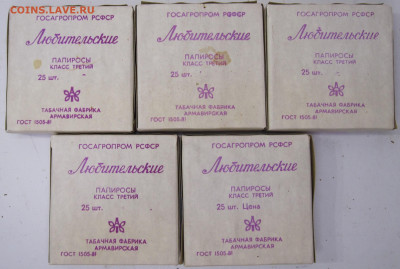 COINS.ЛАВЕ.RU
ГОСАГРОПРОМ РСФСР
Любительские
ПАПИРОСЫ
КЛАСС ТРЕТИЙ
25 шт.
ТАБАЧНАЯ ФАБРИКА
АРМАВИРСКАЯ
ГОСТ 1505-81
ГОСАГРОПРОМ РСФСР
Любительские
ПАПИРОСЫ
КЛАСС ТРЕТИЙ
25 шт.
ТАБАЧНАЯ ФАБРИКА
АРМАВИРСКАЯ
ГОСТ 1505-81
ГОСАГРОПРОМ РСФСР
Любительские
ПАПИРОСЫ
КЛАСС ТРЕТИЙ
25 шт.
ТАБАЧНАЯ ФАБРИКА
АРМАВИРСКАЯ
ГОСТ 1505-81
ГОСАГРОПРОМ РСФСР
Любительские
ПАПИРОСЫ
КЛАСС ТРЕТИЙ
25 шт.
ТАБАЧНАЯ ФАБРИКА
АРМАВИРСКАЯ
ГОСТ 1505-81
ГОСАГРОПРОМ РСФСР
Любительские
ПАПИРОСЫ
КЛАСС ТРЕТИЙ
25 шт. Цена
ТАБАЧНАЯ ФАБРИКА
АРМАВИРСКАЯ
ГОСТ 1505-81